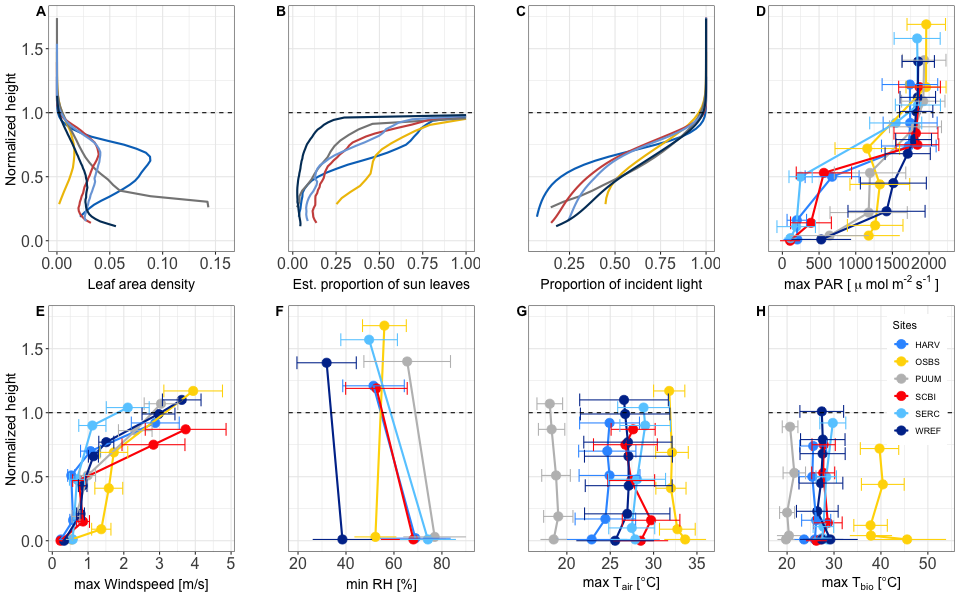 A
B
C
D
Normalized height
1.5
1.0
0.5
0.0
0.00
0.05
0.10
0.15
0.00
0.25
0.50
0.75
1.00
0.25
0.50
0.75
1.00
0
500
1000
1500
2000
Leaf area density
Est. proportion of sun leaves
Proportion of incident light
max PAR [ μ mol m⁻² s⁻¹ ]
E
F
G
H
Normalized height
1.5
1.0
0.5
0.0
Sites
HARV
OSBS
PUUM
SCBI
SERC
WREF
0
1
2
3
4
5
20
40
60
80
20
25
30
35
20
30
40
50
max Windspeed [m/s]
min RH [%]
max Tair [°C]
max Tbio [°C]